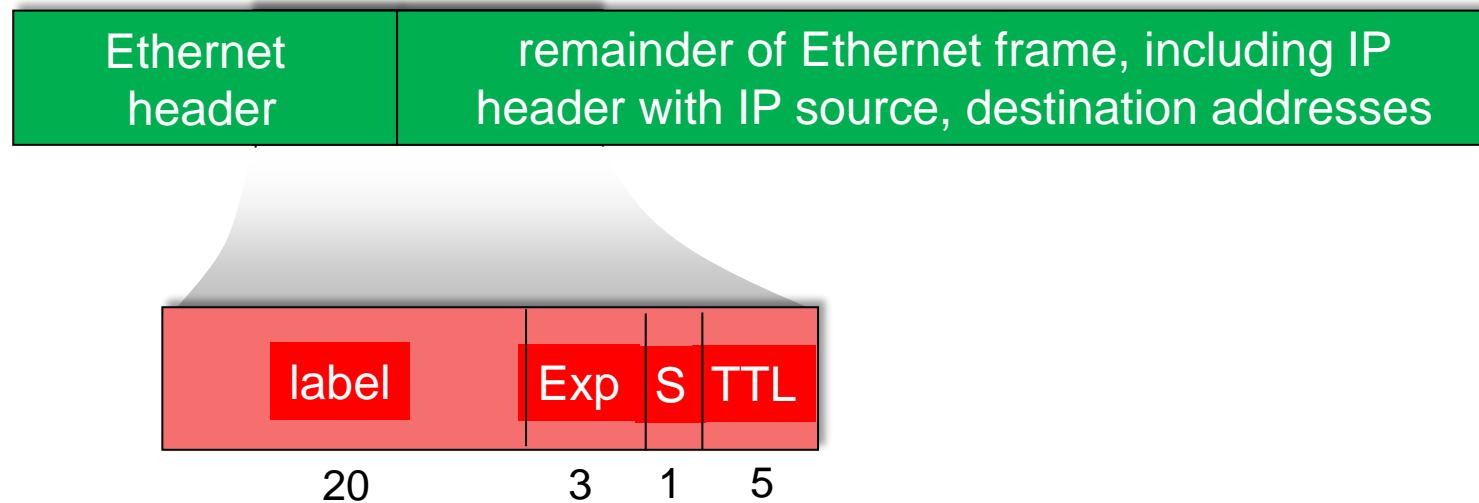 Ethernet
header
remainder of Ethernet frame, including IP
header with IP source, destination addresses
label Exp S TTL
20 3 1 5